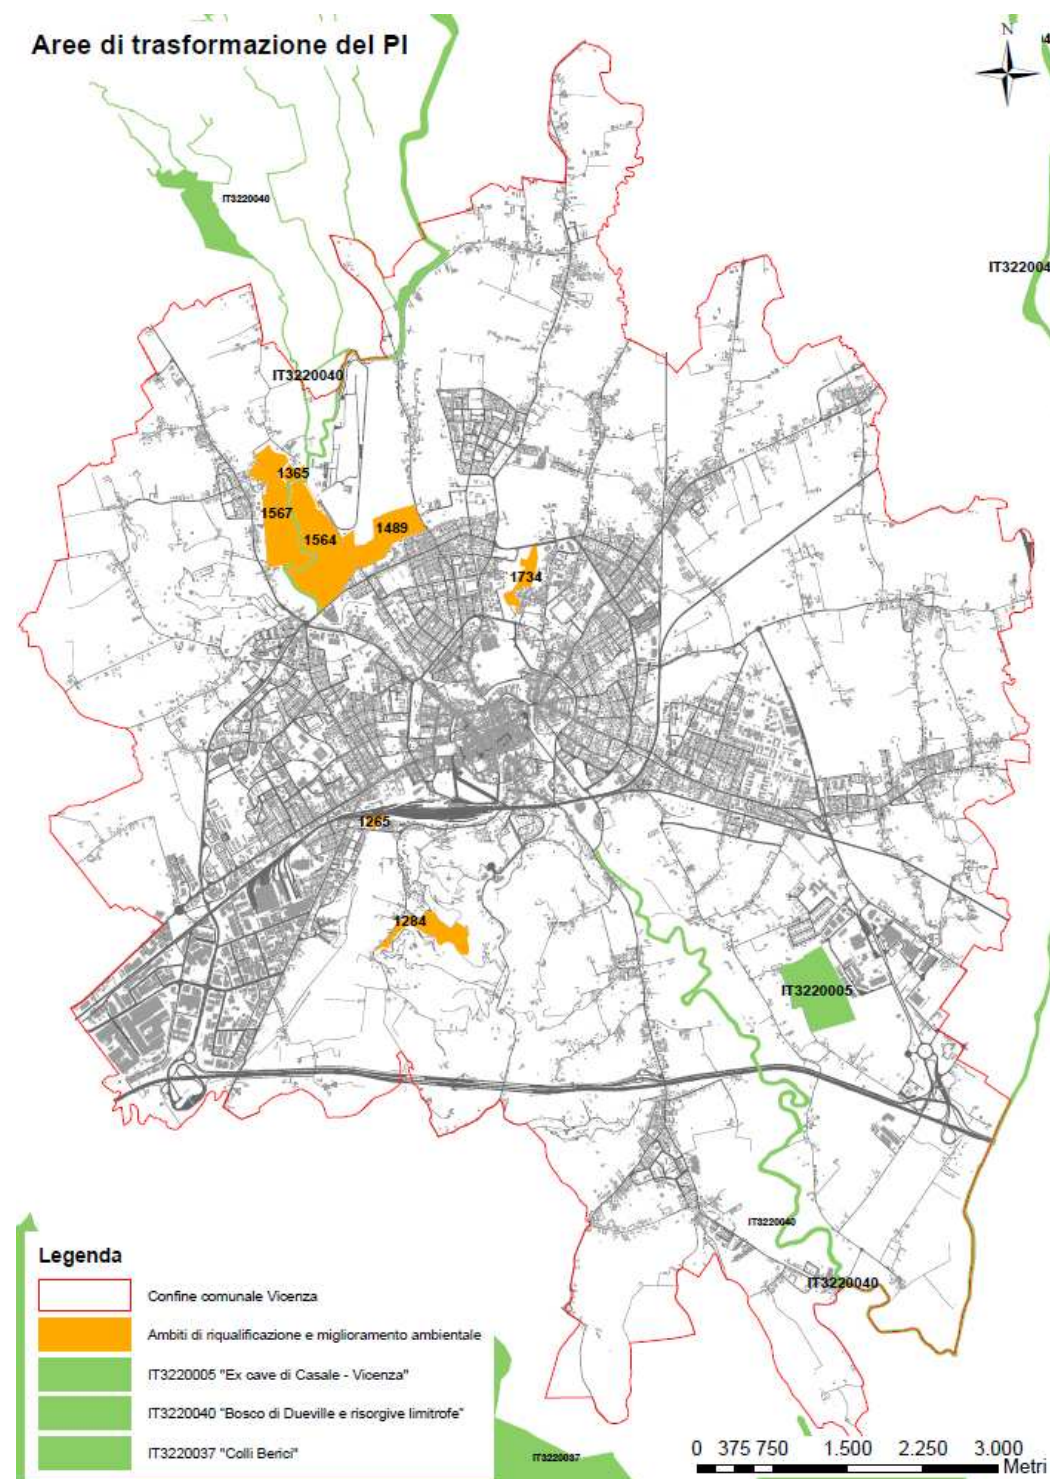 Aree di trasformazione del PI
N
IT3220040
IT322004
IT3220040
1365
1567
1564
1489
1734
1265
1284
IT3220005
IT3220040
IT3220040
Legenda
Confine comunale Vicenza
Ambiti di riqualificazione e miglioramento ambientale
IT3220005 "Ex cave di Casale - Vicenza"
IT3220040 "Bosco di Dueville e risorgive limitrofe"
IT3220037 "Colli Berici"
IT3220037
0 375 750 1.500 2.250 3.000
Metri